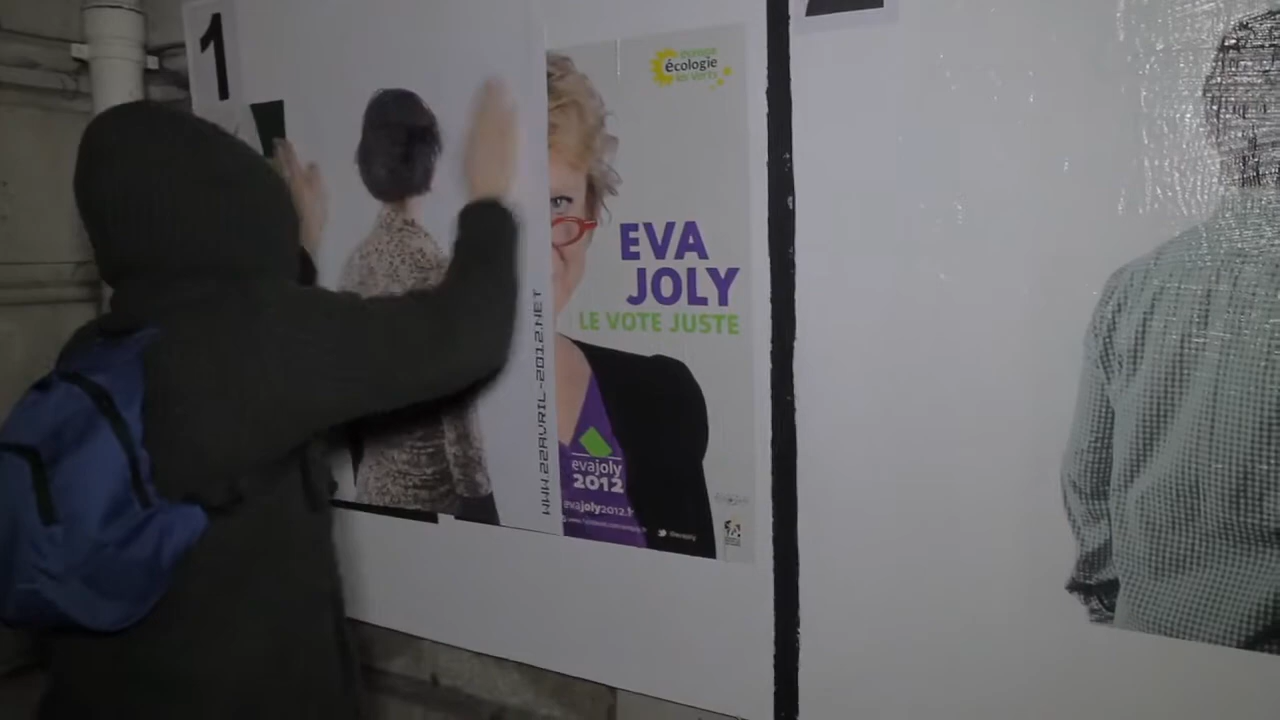 1
WWW.22AVRIL-2012.NET
europe
écologie
les verts
EVA
JOLY
LE VOTE JUSTE
evajoly
2012
evajoly2012.fr